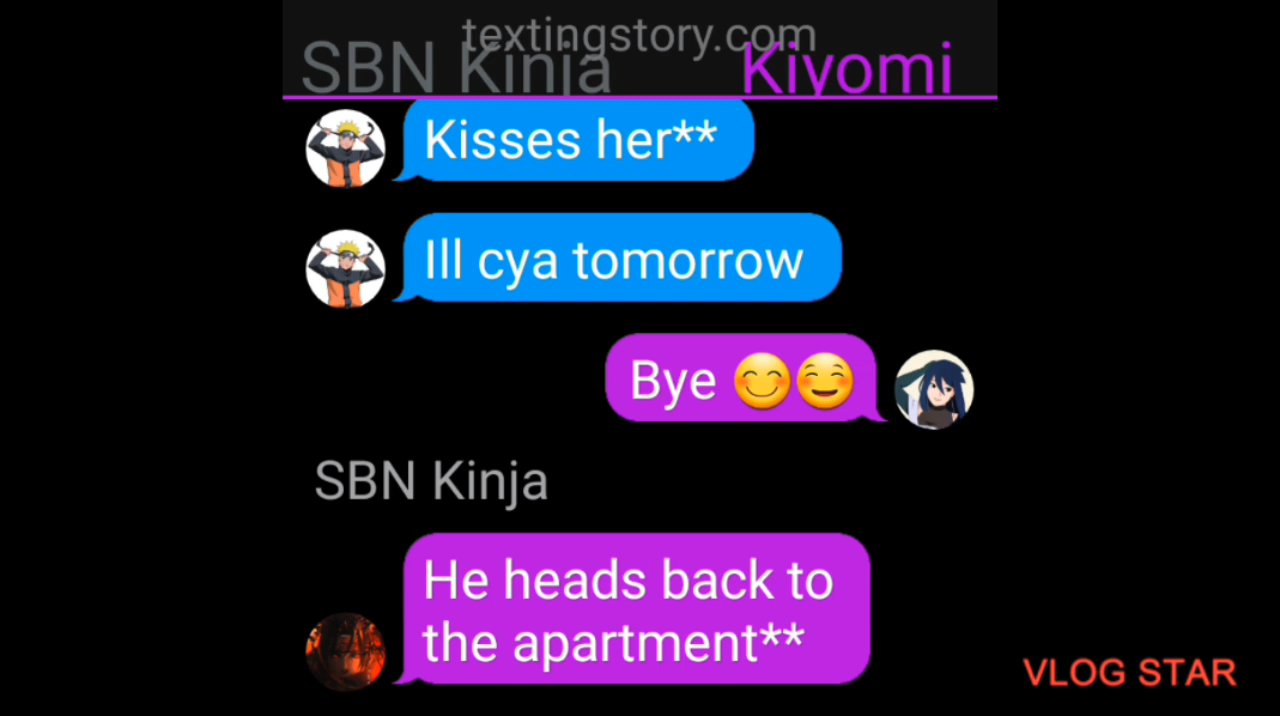 textingstory.com
SBN Kinja Kiyomi
Kisses her**
Ill cya tomorrow
Bye 😊☺️
SBN Kinja
He heads back to
the apartment**
VLOG STAR